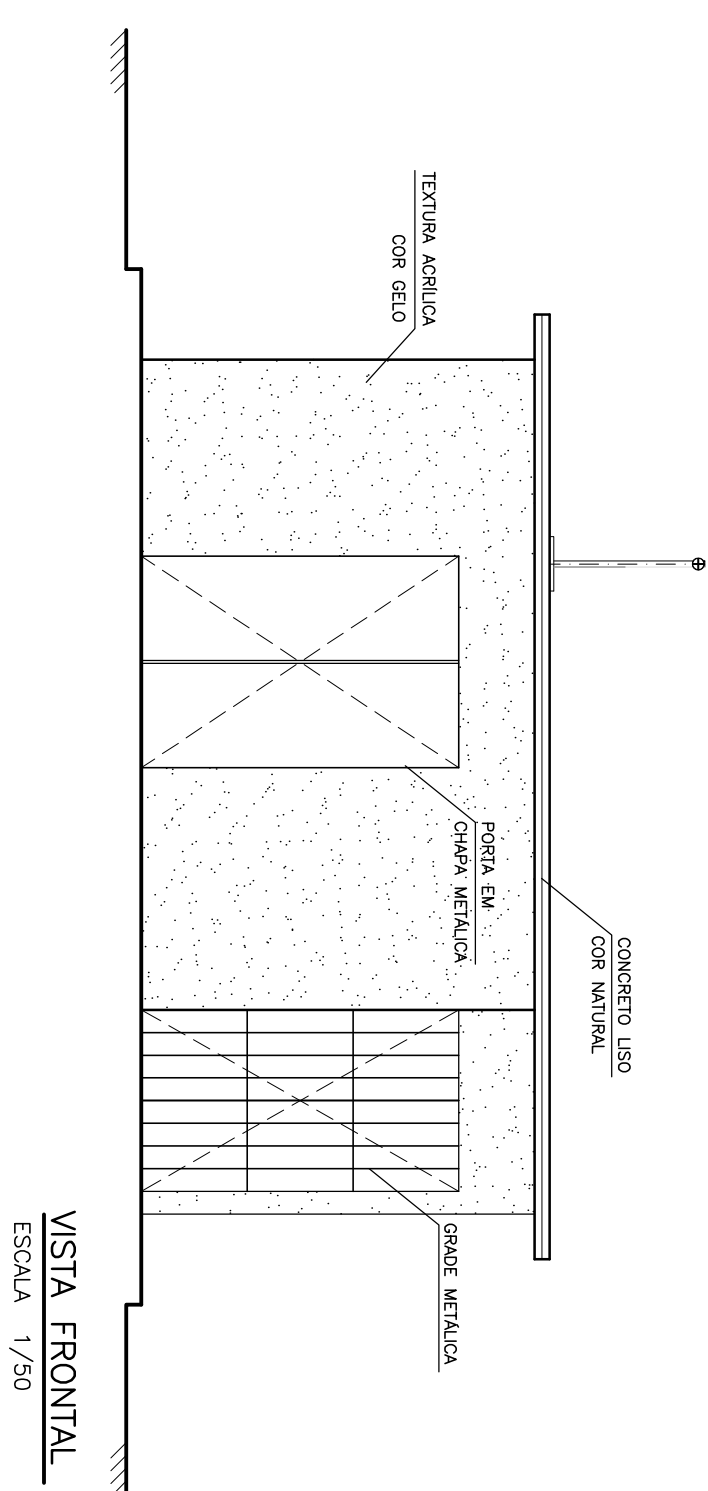 TEXTURA ACRÍLICA
COR GELO
PORTA EM
CHAPA METÁLICA
CONCRETO LISO
COR NATURAL
GRADE METÁLICA
VISTA FRONTAL
ESCALA 1/50